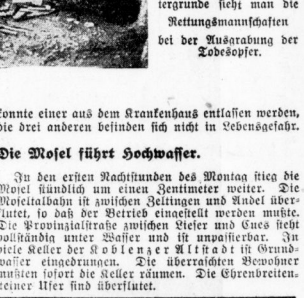 tergrunde sieht man die
Rettungsmannschaften
bei der Ausgrabung der
Todesopfer.
konnte einer aus dem Krankenhaus entlassen werden,
die drei anderen befinden sich nicht in Lebensgefahr.
Die Mosel führt Hochwasser.
In den ersten Nachtstunden des Montag stieg die
Mosel stündlich um einen Zentimeter weiter. Die
Moseltalbahn ist zwischen Zeltingen und Andel über-
flutet, so daß der Betrieb eingestellt werden mußte.
Die Provinzialstraße zwischen Lieser und Cues steht
vollständig unter Wasser und ist unpassierbar. In
viele Keller der Koblenzer Altstadt ist Grund-
wasser eingedrungen. Die überraschten Bewohner
mußten sofort die Keller räumen. Die Ehrenbreiten-
steiner Ufer sind überflutet.